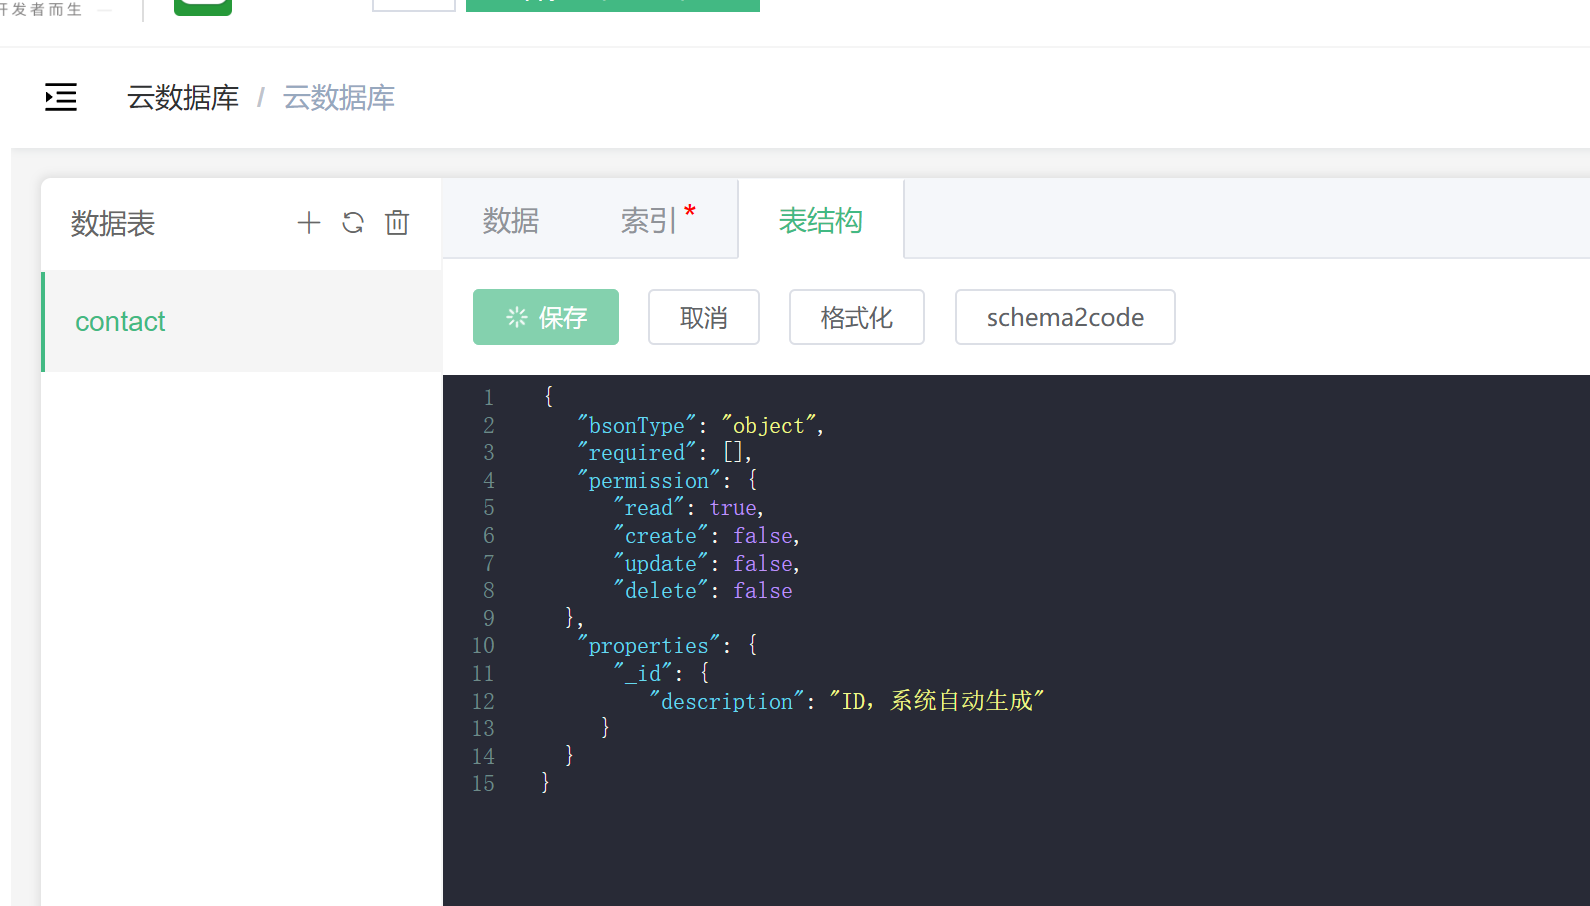 开发者而生
云数据库 / 云数据库
数据表
数据 索引* 表结构
contact
保存 取消 格式化 schema2code
1 {
2 "bsonType": "object",
3 "required": [],
4 "permission": {
5 "read": true,
6 "create": false,
7 "update": false,
8 "delete": false
9 },
10 "properties": {
11 "_id": {
12 "description": "ID，系统自动生成"
13 }
14 }
15 }